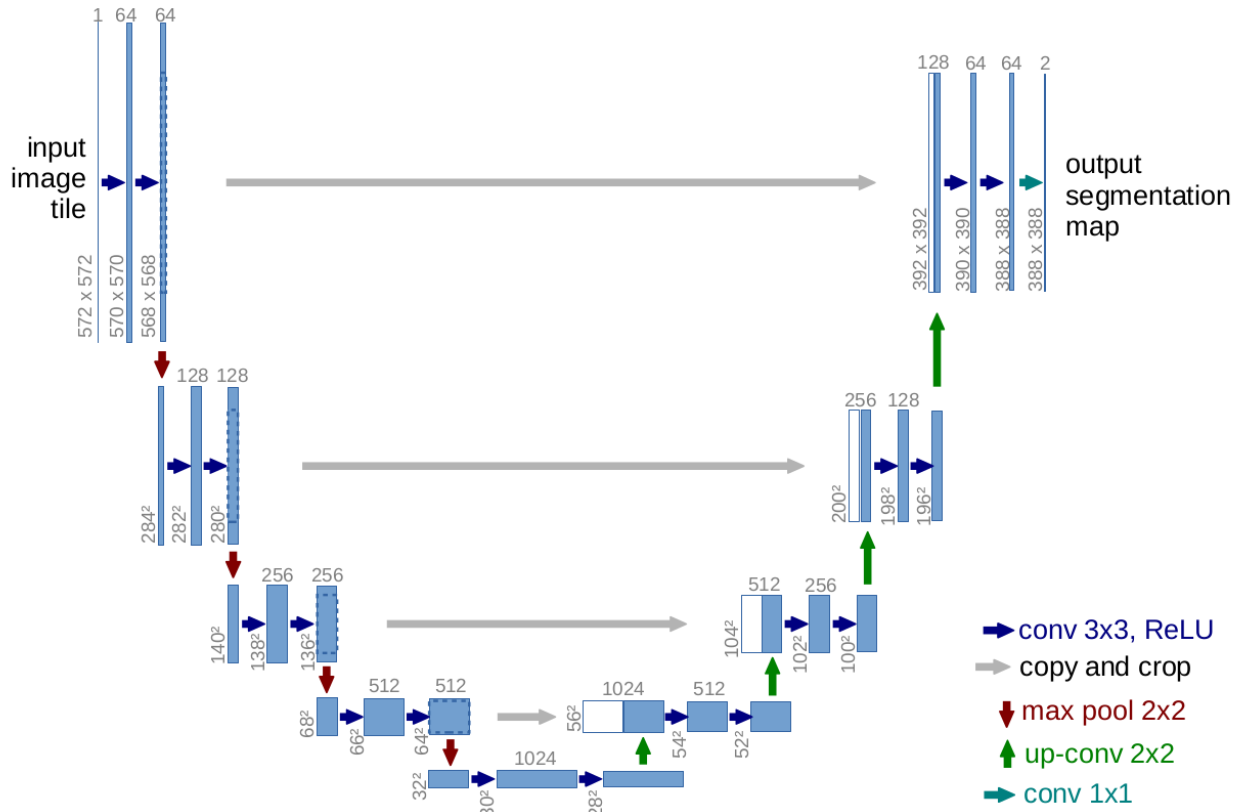 1 64 64
128 64 64 2
input
image
tile
output
segmentation
map
572 x 572
570 x 570
568 x 568
392 x 392
390 x 390
388 x 388
388 x 388
128 128
256 128
284²
282²
280²
200²
198²
196²
256 256
512 256
140²
138²
136²
104²
102²
100²
512 512
1024 512
68²
66²
64²
56²
54²
52²
1024
32²
30²
28²
conv 3x3, ReLU
copy and crop
max pool 2x2
up-conv 2x2
conv 1x1